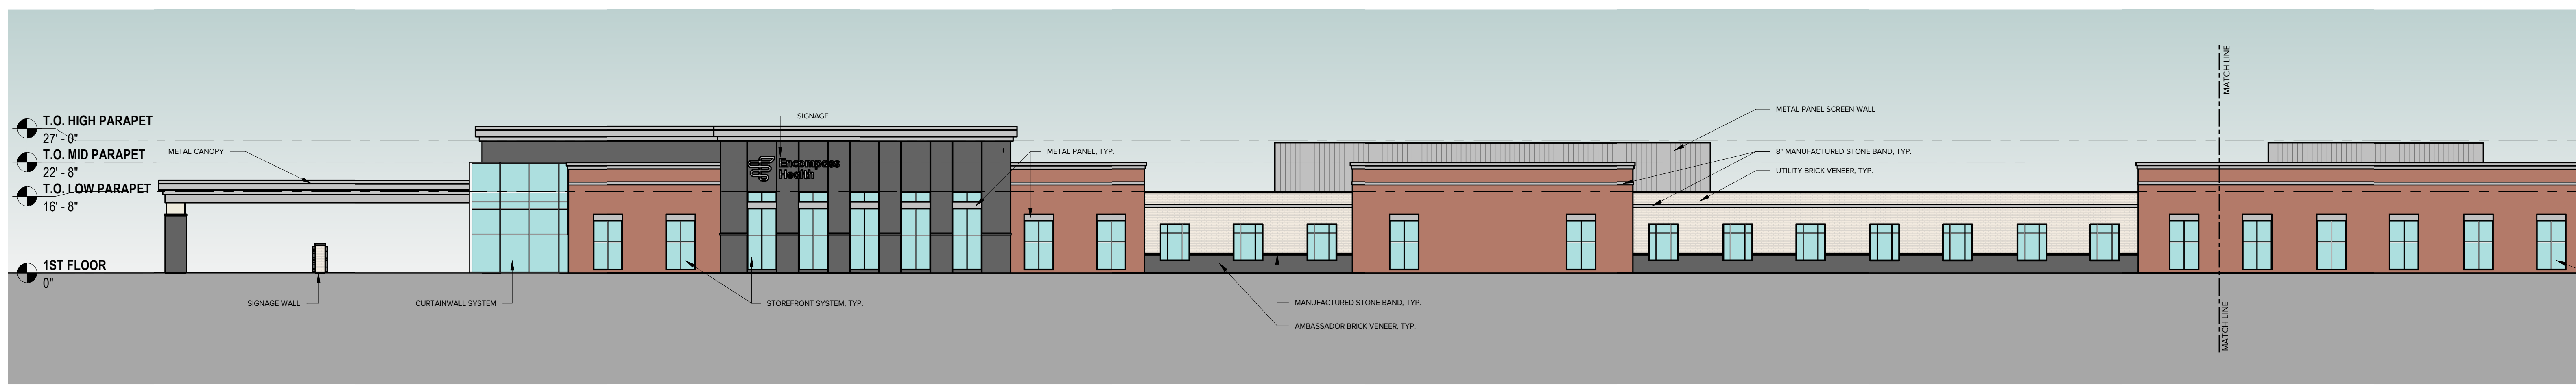 MATCH LINE
SIGNAGE
METAL PANEL SCREEN WALL
T.O. HIGH PARAPET
27' - 0"
T.O. MID PARAPET
22' - 8"
T.O. LOW PARAPET
16' - 8"
METAL CANOPY
METAL PANEL, TYP.
8" MANUFACTURED STONE BAND, TYP.
UTILITY BRICK VENEER, TYP.
Encompass
Health
1ST FLOOR
0"
SIGNAGE WALL
CURTAINWALL SYSTEM
STOREFRONT SYSTEM, TYP.
MANUFACTURED STONE BAND, TYP.
AMBASSADOR BRICK VENEER, TYP.
MATCH LINE